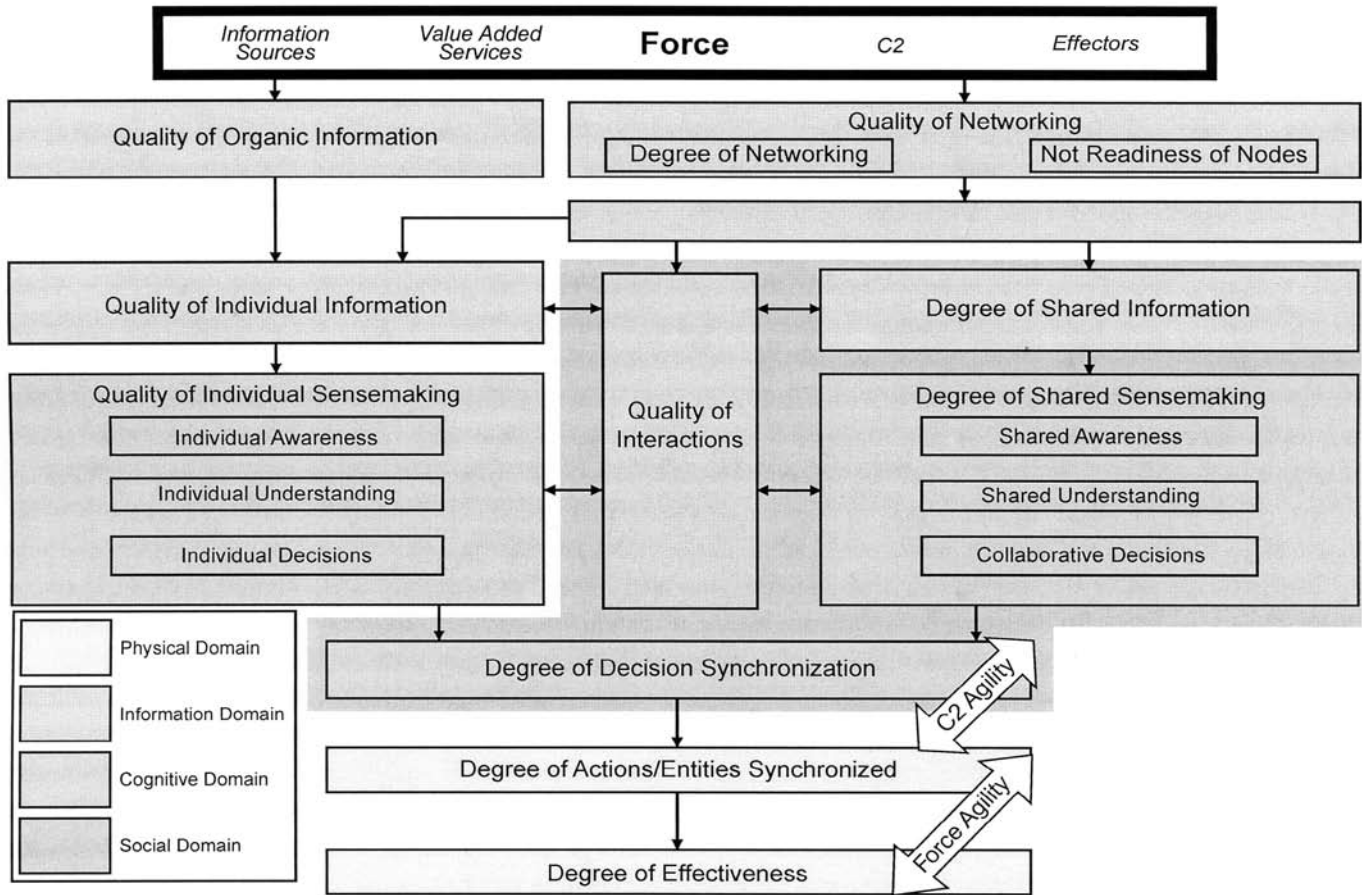 Information Sources
Value Added Services
Force
C2
Effectors
Quality of Organic Information
Quality of Networking
Degree of Networking
Not Readiness of Nodes
Quality of Individual Information
Degree of Shared Information
Quality of Individual Sensemaking
Individual Awareness
Individual Understanding
Individual Decisions
Quality of
Interactions
Degree of Shared Sensemaking
Shared Awareness
Shared Understanding
Collaborative Decisions
Physical Domain
Information Domain
Cognitive Domain
Social Domain
Degree of Decision Synchronization
C2 Agility
Degree of Actions/Entities Synchronized
Force Agility
Degree of Effectiveness